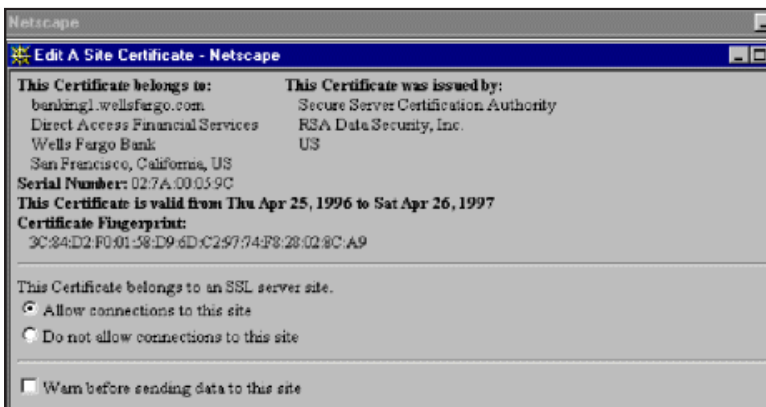 Netscape
Edit A Site Certificate - Netscape
This Certificate belongs to:
banking1.wellsfargo.com
Direct Access Financial Services
Wells Fargo Bank
San Francisco, California, US
This Certificate was issued by:
Secure Server Certification Authority
RSA Data Security, Inc.
US
Serial Number: 02:7A:00:05:9C
This Certificate is valid from Thu Apr 25, 1996 to Sat Apr 26, 1997
Certificate Fingerprint:
3C:84:D2:F0:01:58:D9:6D:C2:97:74:F8:28:02:8C:A9
This Certificate belongs to an SSL server site.
Allow connections to this site
Do not allow connections to this site
Warn before sending data to this site